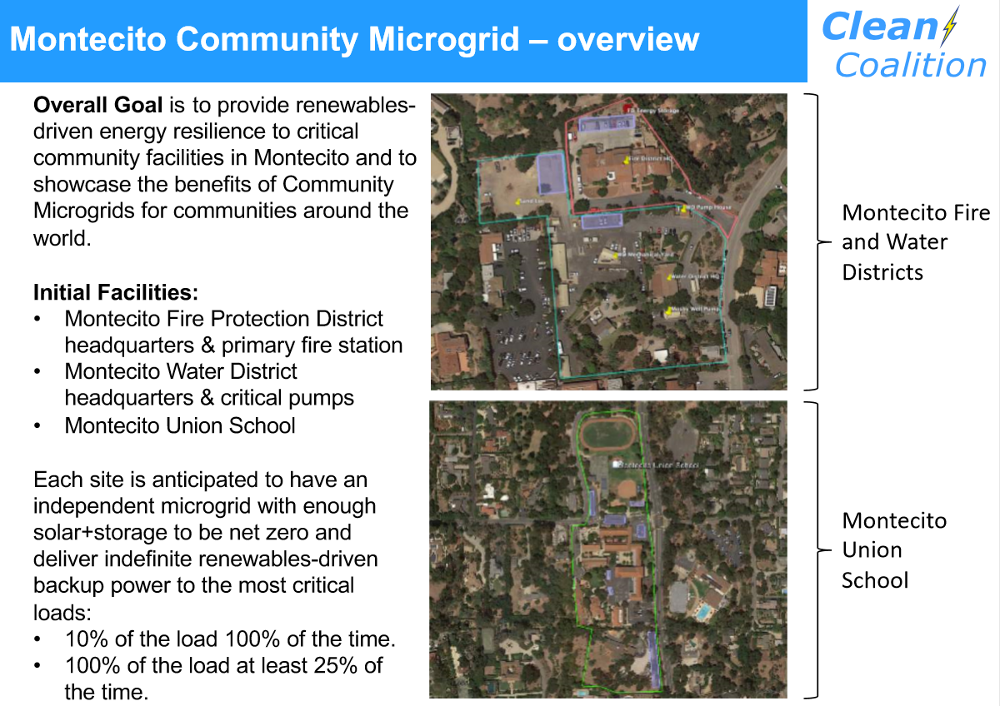 Montecito Community Microgrid – overview
Clean
Coalition
Overall Goal is to provide renewables-
driven energy resilience to critical
community facilities in Montecito and to
showcase the benefits of Community
Microgrids for communities around the
world.
Initial Facilities:
• Montecito Fire Protection District
headquarters & primary fire station
• Montecito Water District
headquarters & critical pumps
• Montecito Union School
Each site is anticipated to have an
independent microgrid with enough
solar+storage to be net zero and
deliver indefinite renewables-driven
backup power to the most critical
loads:
• 10% of the load 100% of the time.
• 100% of the load at least 25% of
the time.
Energy Storage
Fire District HQ
Pump House
Water District HQ
Well Pump
Montecito Fire
and Water
Districts
Union School
Montecito
Union
School